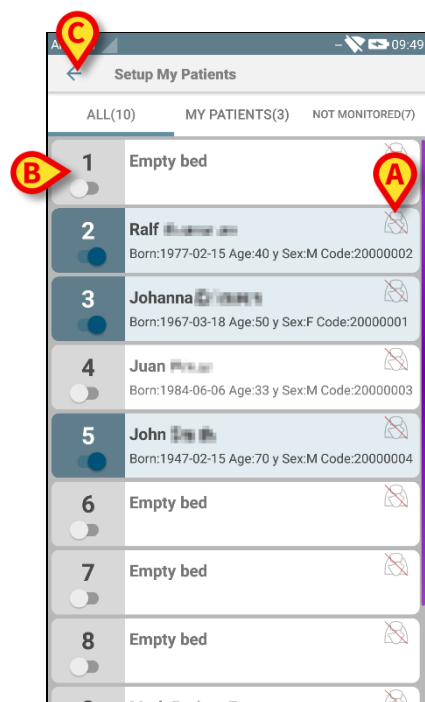 C
09:49
Setup My Patients
ALL(10) MY PATIENTS(3) NOT MONITORED(7)
B
A
1 Empty bed
2 Ralf
Born:1977-02-15 Age:40 y Sex:M Code:20000002
3 Johanna
Born:1967-03-18 Age:50 y Sex:F Code:20000001
4 Juan
Born:1984-06-06 Age:33 y Sex:M Code:20000003
5 John
Born:1947-02-15 Age:70 y Sex:M Code:20000004
6 Empty bed
7 Empty bed
8 Empty bed